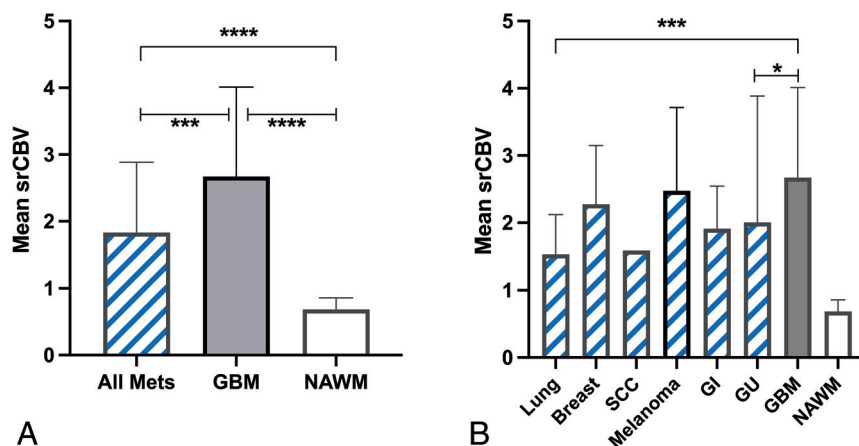 5
4
3
2
1
0
Mean srCBV
****
***
****
All Mets
GBM
NAWM
A
5
4
3
2
1
0
Mean srCBV
***
*
Lung
Breast
SCC
Melanoma
GI
GU
GBM
NAWM
B